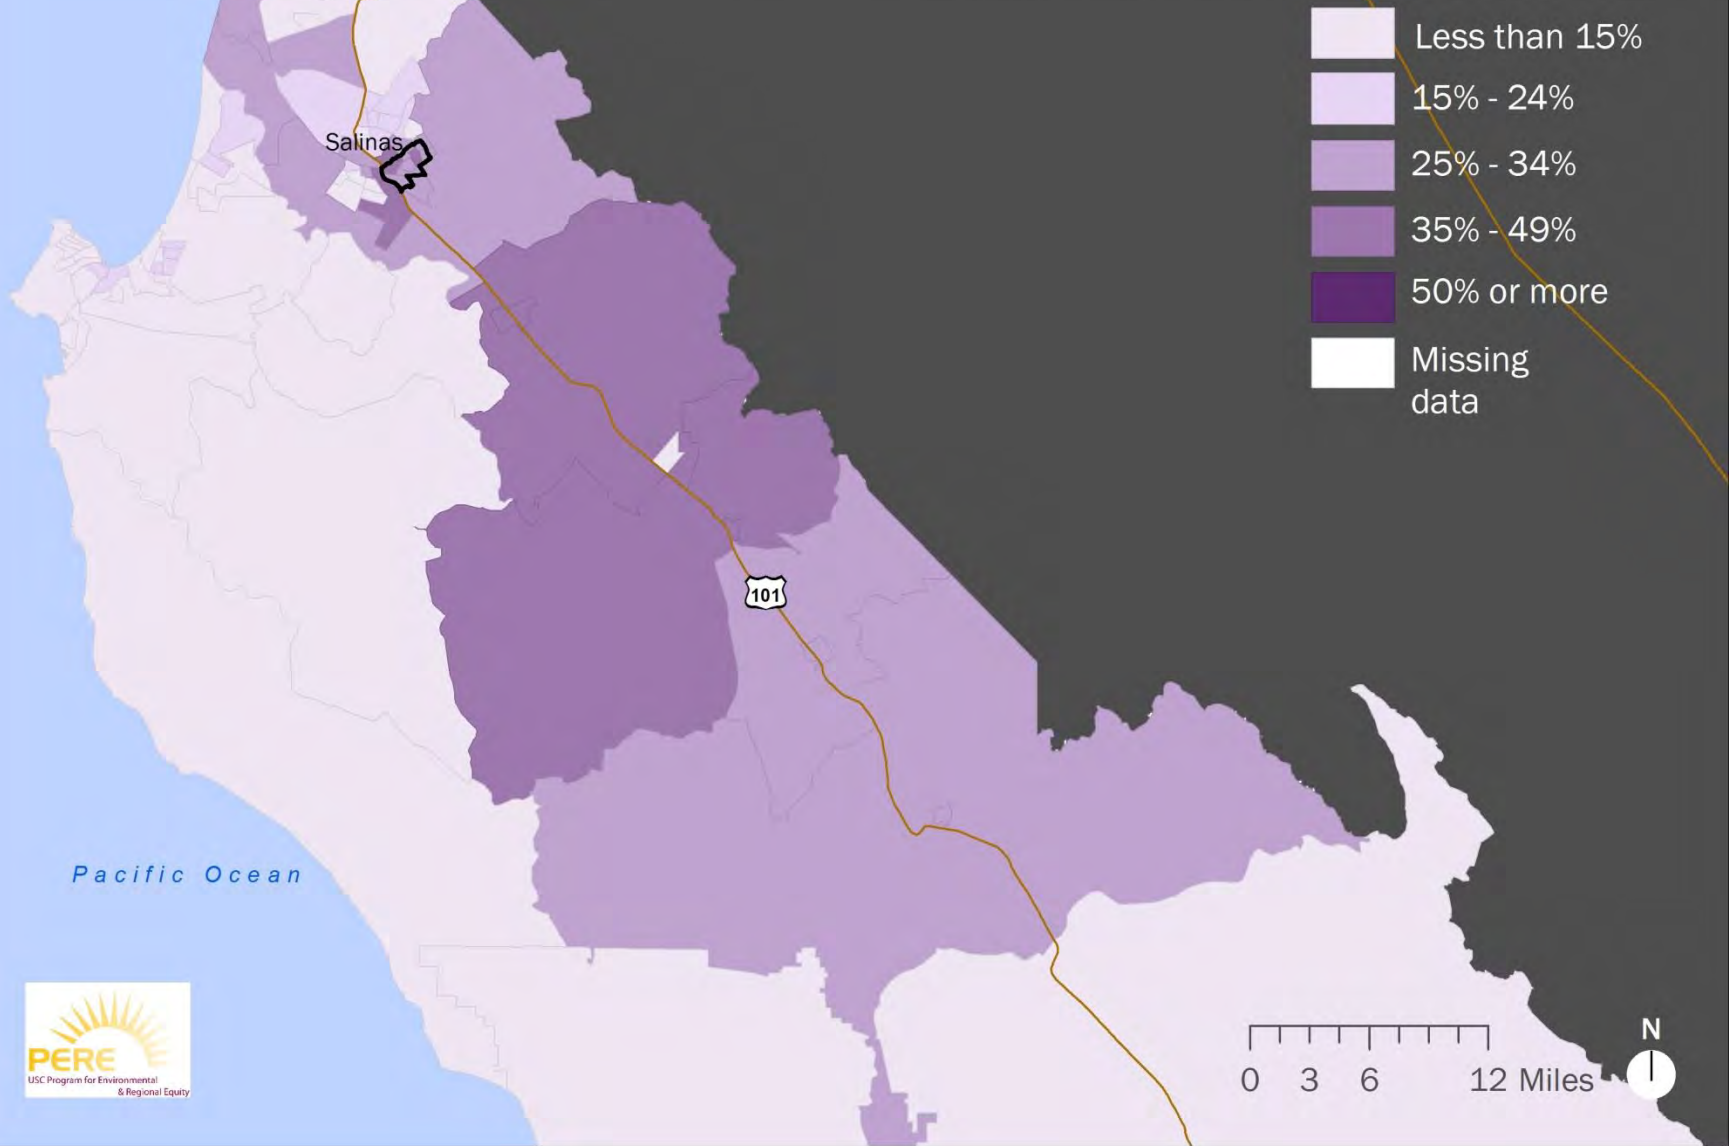 Less than 15%
15% - 24%
Salinas
25% - 34%
35% - 49%
50% or more
Missing
data
101
Pacific Ocean
PERE
USC Program for Environmental
& Regional Equity
N
0 3 6 12 Miles